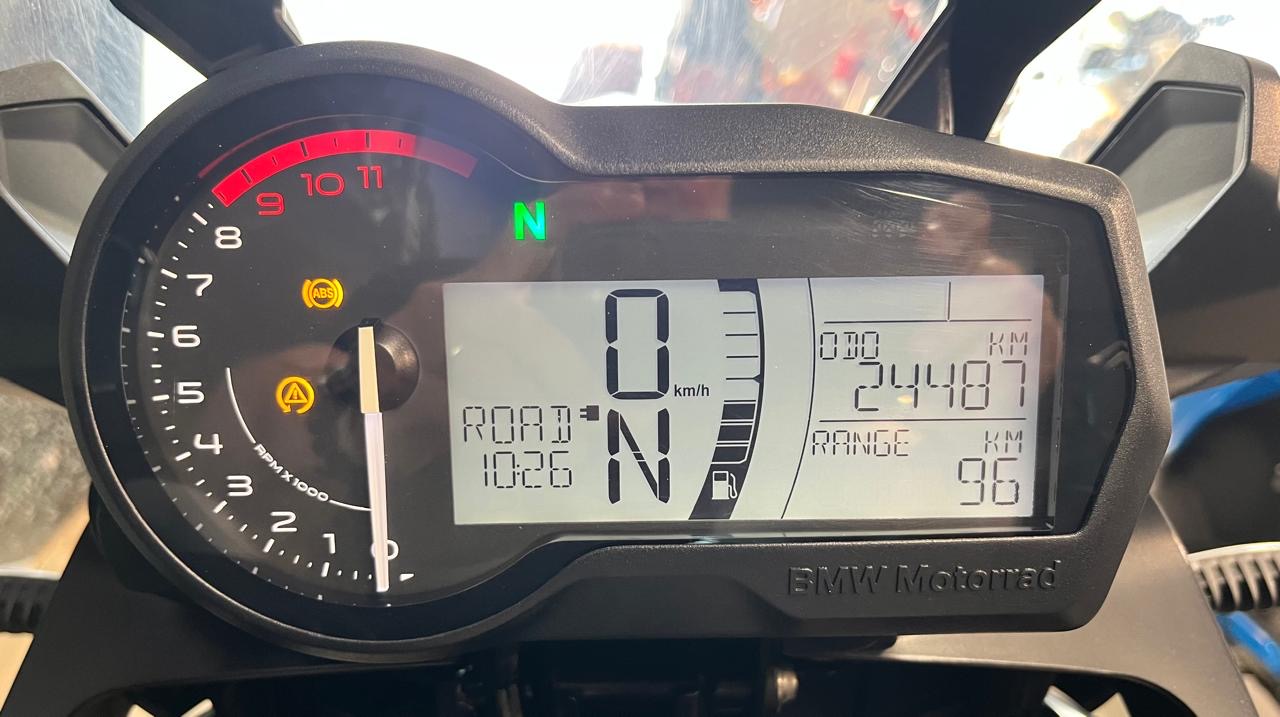 9 10 11
8
7
6
5
4
3
2
1
0
RPM X 1000
ABS
N
0 km/h
N
ROAD
10:26
ODO KM
24487
RANGE KM
96
BMW Motorrad